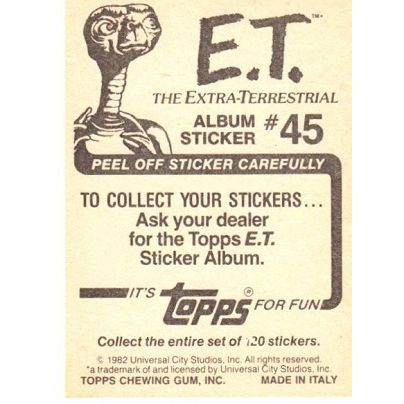 E.T.™*
THE EXTRA-TERRESTRIAL
ALBUM
STICKER #45
PEEL OFF STICKER CAREFULLY
TO COLLECT YOUR STICKERS...
Ask your dealer
for the Topps E.T.
Sticker Album.
IT'S topps® FOR FUN
Collect the entire set of 120 stickers.
© 1982 Universal City Studios, Inc. All rights reserved.
*a trademark of and licensed by Universal City Studios, Inc.
TOPPS CHEWING GUM, INC. MADE IN ITALY